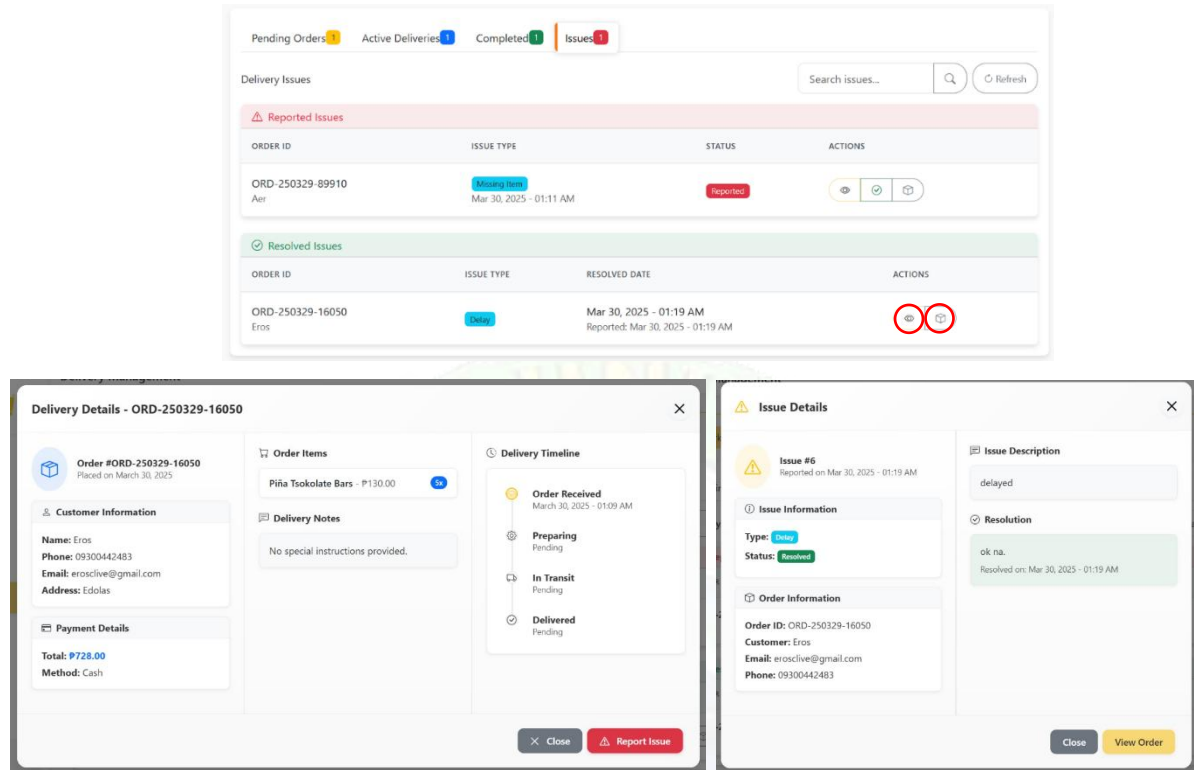 Pending Orders 1 Active Deliveries 1 Completed 1 Issues 1
Delivery Issues Search issues... Refresh
Reported Issues
ORDER ID ISSUE TYPE STATUS ACTIONS
ORD-250329-89910 Missing Item Reported
Aer Mar 30, 2025 - 01:11 AM
Resolved Issues
ORDER ID ISSUE TYPE RESOLVED DATE ACTIONS
ORD-250329-16050 Delay Mar 30, 2025 - 01:19 AM
Eros Reported: Mar 30, 2025 - 01:19 AM
Delivery Details - ORD-250329-16050
Order #ORD-250329-16050
Placed on March 30, 2025
Customer Information
Name: Eros
Phone: 09300442483
Email: erosclive@gmail.com
Address: Edolas
Payment Details
Total: ₱728.00
Method: Cash
Order Items
Piña Tsokolate Bars - ₱130.00 5x
Delivery Notes
No special instructions provided.
Delivery Timeline
Order Received
March 30, 2025 - 01:09 AM
Preparing
Pending
In Transit
Pending
Delivered
Pending
Close Report Issue
Issue Details
Issue #6
Reported on Mar 30, 2025 - 01:19 AM
Issue Information
Type: Delay
Status: Resolved
Order Information
Order ID: ORD-250329-16050
Customer: Eros
Email: erosclive@gmail.com
Phone: 09300442483
Issue Description
delayed
Resolution
ok na.
Resolved on: Mar 30, 2025 - 01:19 AM
Close View Order